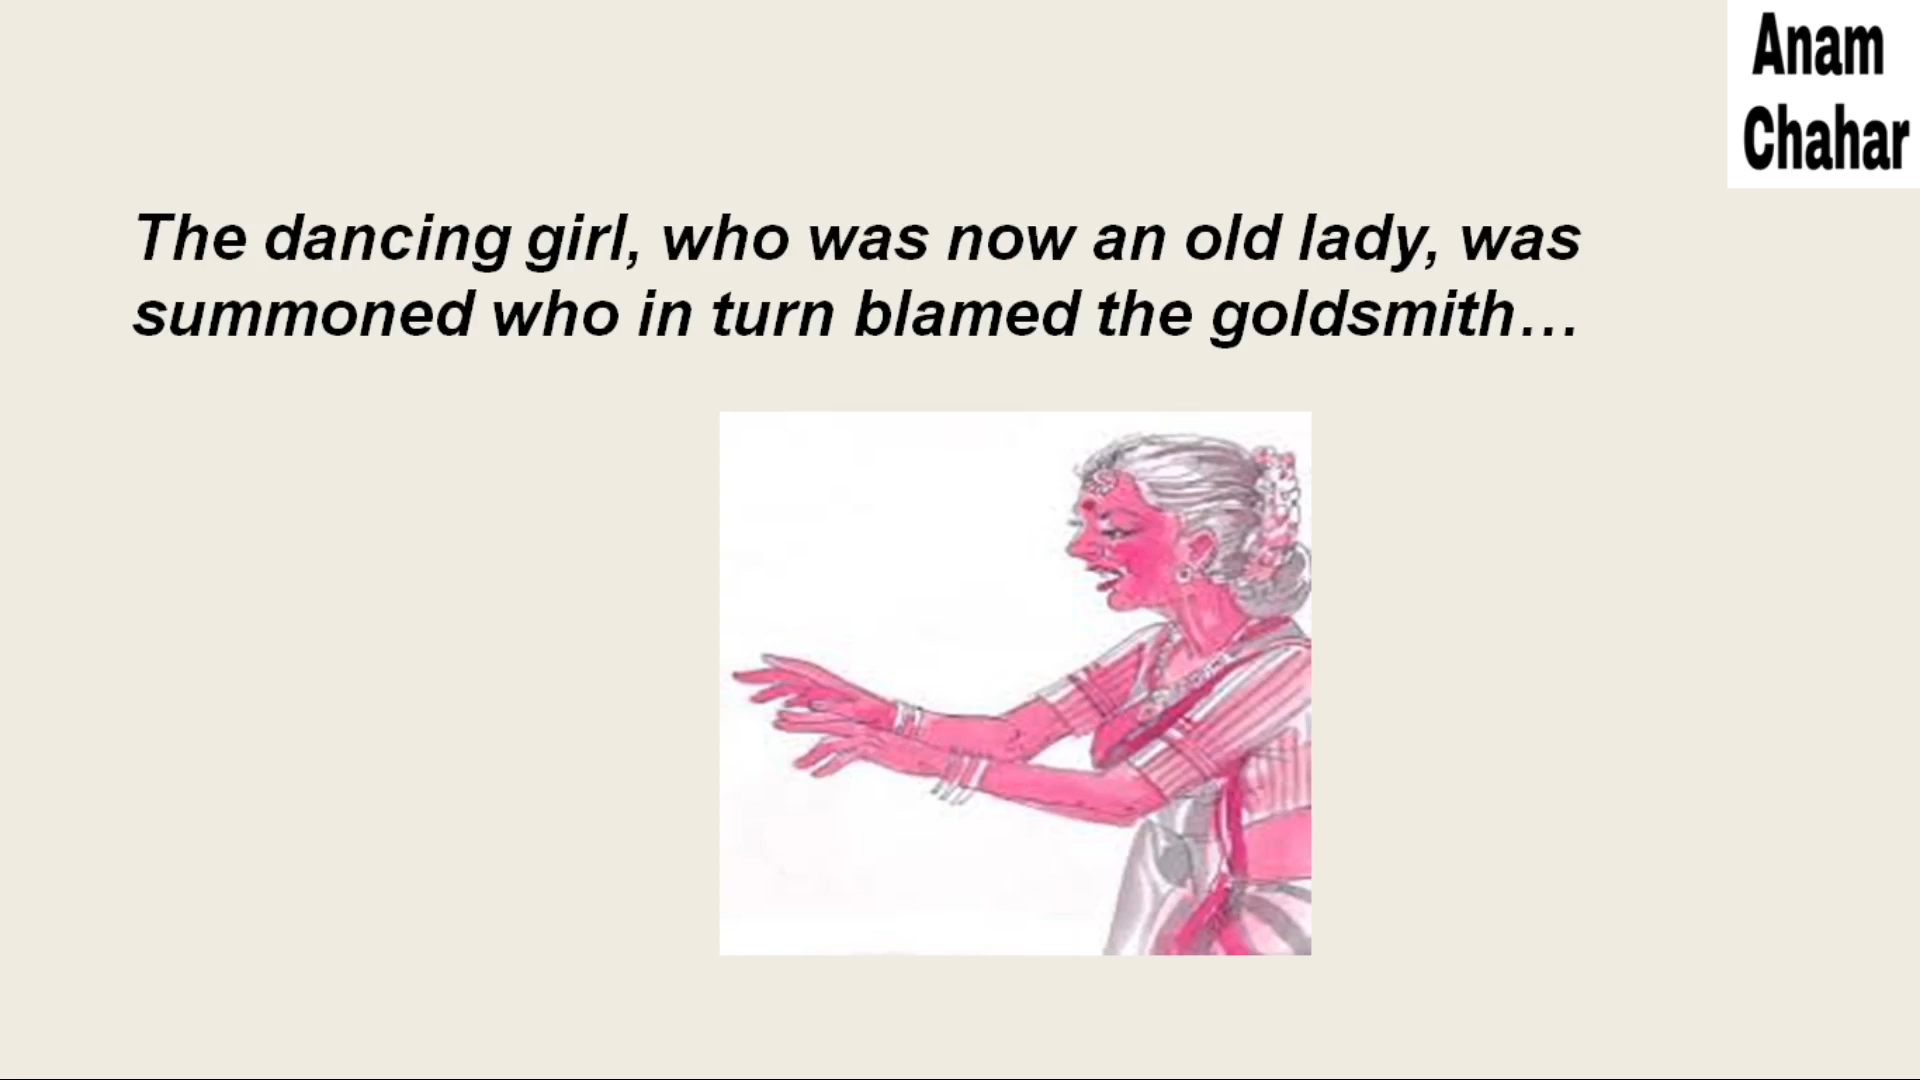 Anam
Chahar
The dancing girl, who was now an old lady, was
summoned who in turn blamed the goldsmith…